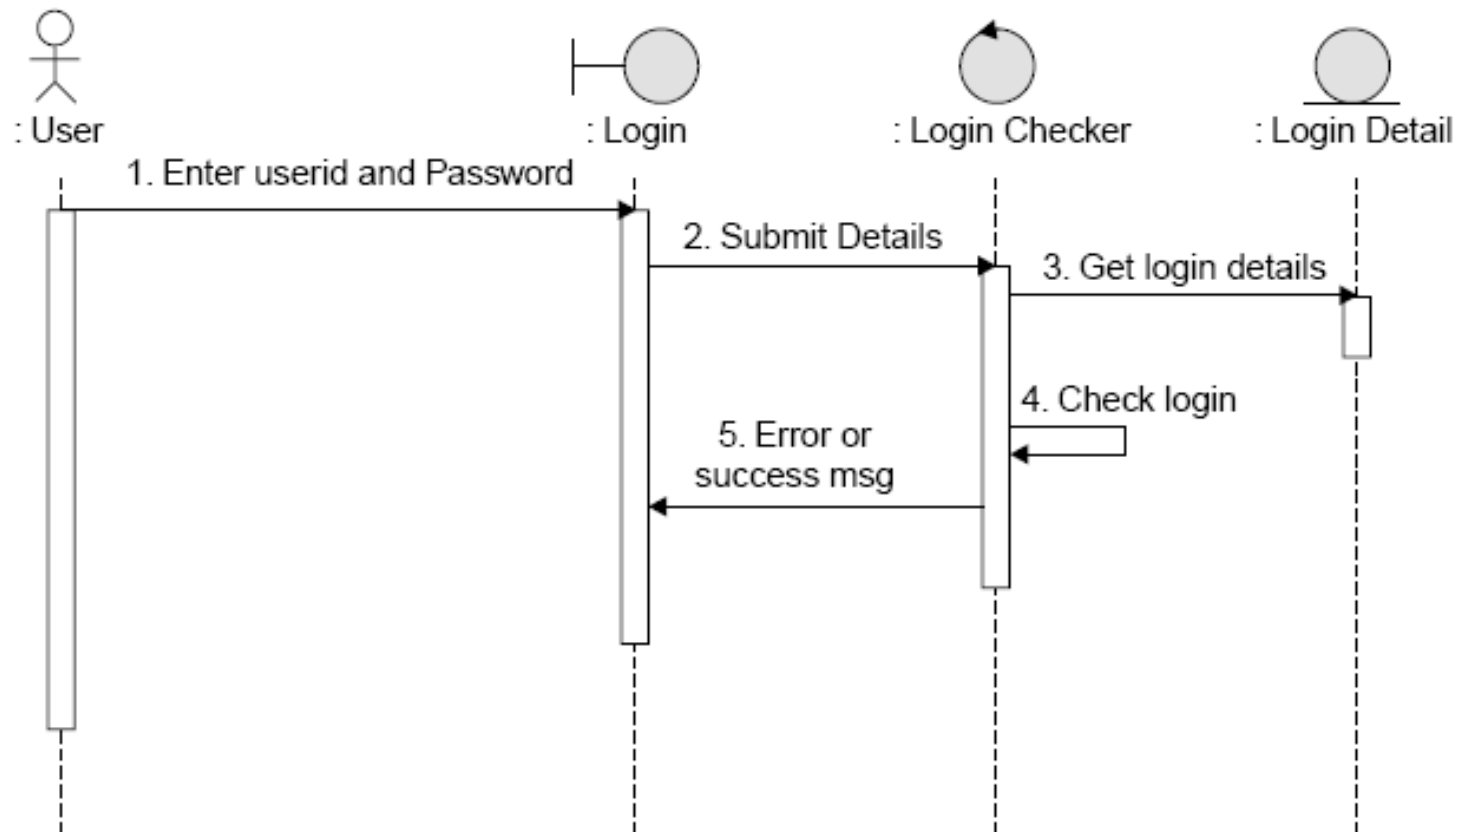 : User
: Login
: Login Checker
: Login Detail
1. Enter userid and Password
2. Submit Details
3. Get login details
4. Check login
5. Error or
success msg